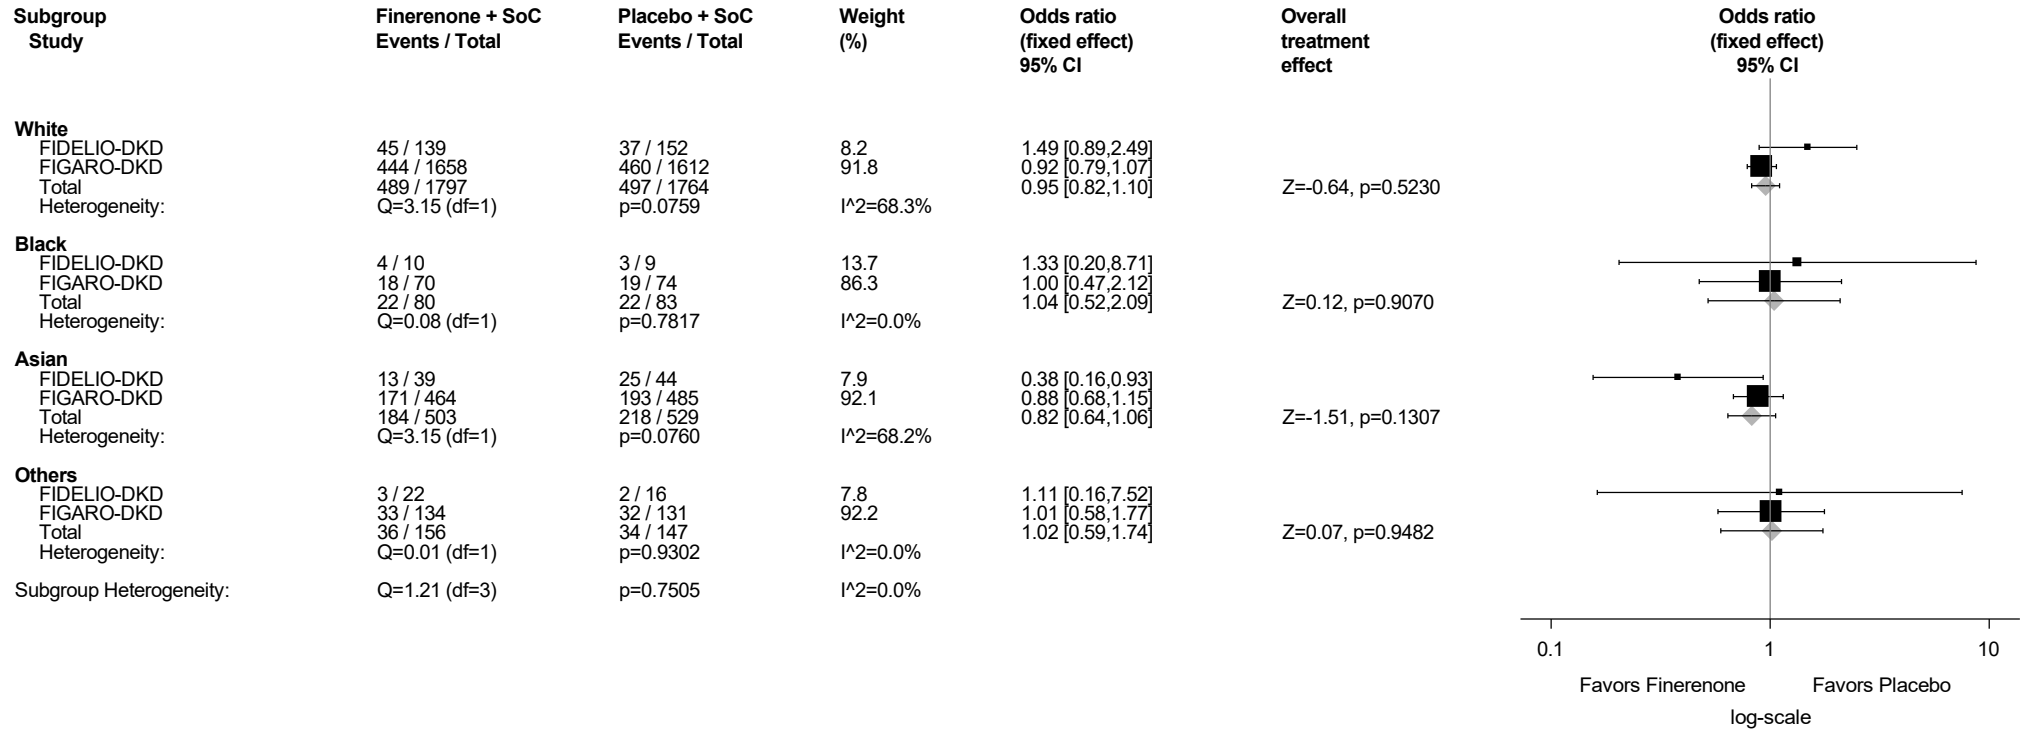 Subgroup Finerenone + SoC Placebo + SoC Weight Odds ratio Overall Odds ratio
Study Events / Total Events / Total (%) (fixed effect) treatment (fixed effect)
95% CI effect 95% CI
White
FIDELIO-DKD 45 / 139 37 / 152 8.2 1.49 [0.89,2.49]
FIGARO-DKD 444 / 1658 460 / 1612 91.8 0.92 [0.79,1.07]
Total 489 / 1797 497 / 1764 0.95 [0.82,1.10] Z=-0.64, p=0.5230
Heterogeneity: Q=3.15 (df=1) p=0.0759 I^2=68.3%
Black
FIDELIO-DKD 4 / 10 3 / 9 13.7 1.33 [0.20,8.71]
FIGARO-DKD 18 / 70 19 / 74 86.3 1.00 [0.47,2.12]
Total 22 / 80 22 / 83 1.04 [0.52,2.09] Z=0.12, p=0.9070
Heterogeneity: Q=0.08 (df=1) p=0.7817 I^2=0.0%
Asian
FIDELIO-DKD 13 / 39 25 / 44 7.9 0.38 [0.16,0.93]
FIGARO-DKD 171 / 464 193 / 485 92.1 0.88 [0.68,1.15]
Total 184 / 503 218 / 529 0.82 [0.64,1.06] Z=-1.51, p=0.1307
Heterogeneity: Q=3.15 (df=1) p=0.0760 I^2=68.2%
Others
FIDELIO-DKD 3 / 22 2 / 16 7.8 1.11 [0.16,7.52]
FIGARO-DKD 33 / 134 32 / 131 92.2 1.01 [0.58,1.77]
Total 36 / 156 34 / 147 1.02 [0.59,1.74] Z=0.07, p=0.9482
Heterogeneity: Q=0.01 (df=1) p=0.9302 I^2=0.0%
Subgroup Heterogeneity: Q=1.21 (df=3) p=0.7505 I^2=0.0%
0.1 1 10
Favors Finerenone Favors Placebo
log-scale